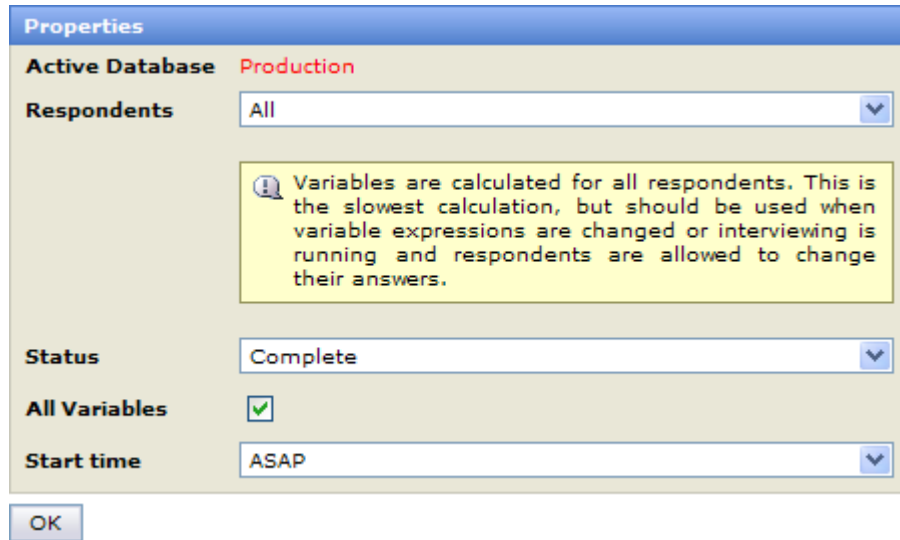 Properties
Active Database Production
Respondents All
Variables are calculated for all respondents. This is
the slowest calculation, but should be used when
variable expressions are changed or interviewing is
running and respondents are allowed to change
their answers.
Status Complete
All Variables
Start time ASAP
OK